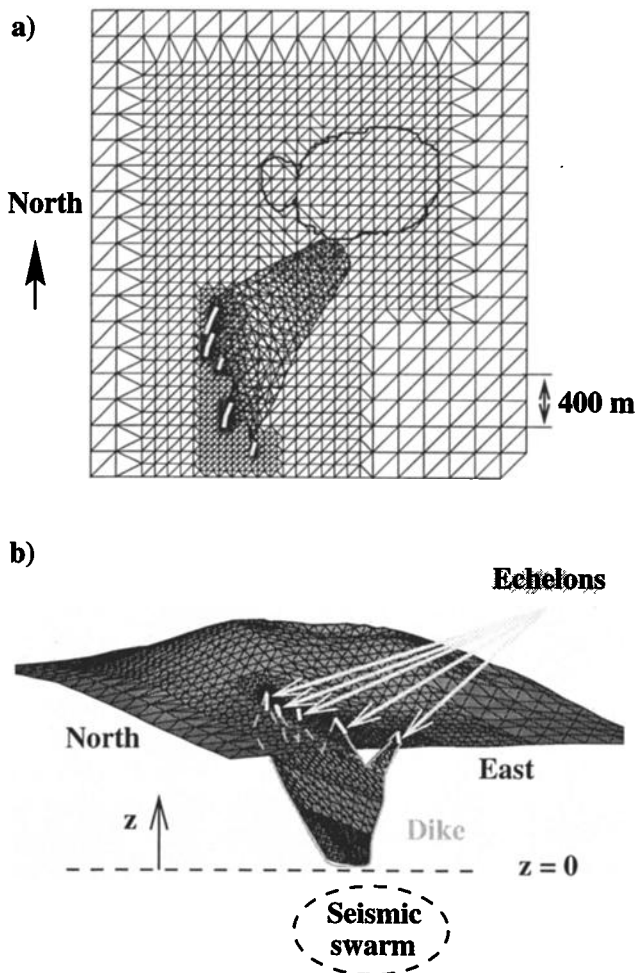 a)
North
400 m
b)
Echelons
North
East
z
Dike
z = 0
Seismic
swarm